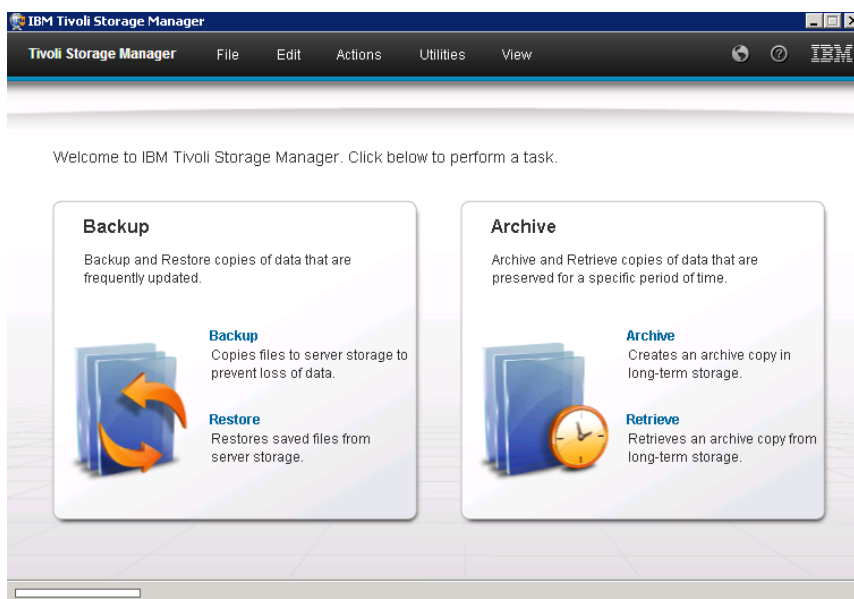 IBM Tivoli Storage Manager
Tivoli Storage Manager File Edit Actions Utilities View ? IBM
Welcome to IBM Tivoli Storage Manager. Click below to perform a task.
Backup
Backup and Restore copies of data that are
frequently updated.
Backup
Copies files to server storage to
prevent loss of data.
Restore
Restores saved files from
server storage.
Archive
Archive and Retrieve copies of data that are
preserved for a specific period of time.
Archive
Creates an archive copy in
long-term storage.
Retrieve
Retrieves an archive copy from
long-term storage.